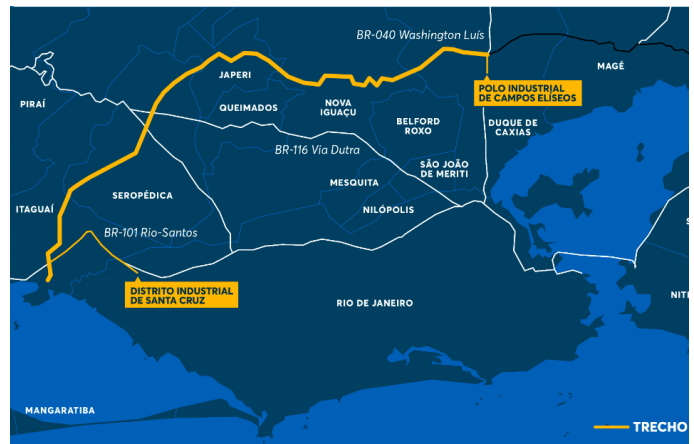 BR-040 Washington Luís
MAGÉ
JAPERI
PIRAÍ
POLO INDUSTRIAL
DE CAMPOS ELÍSEOS
QUEIMADOS
NOVA
IGUAÇU
BELFORD
ROXO
DUQUE DE
CAXIAS
BR-116 Via Dutra
SÃO JOÃO
DE MERITI
MESQUITA
SEROPÉDICA
NILÓPOLIS
ITAGUAÍ
BR-101 Rio-Santos
S
DISTRITO INDUSTRIAL
DE SANTA CRUZ
RIO DE JANEIRO
NIT
MANGARATIBA
TRECHO